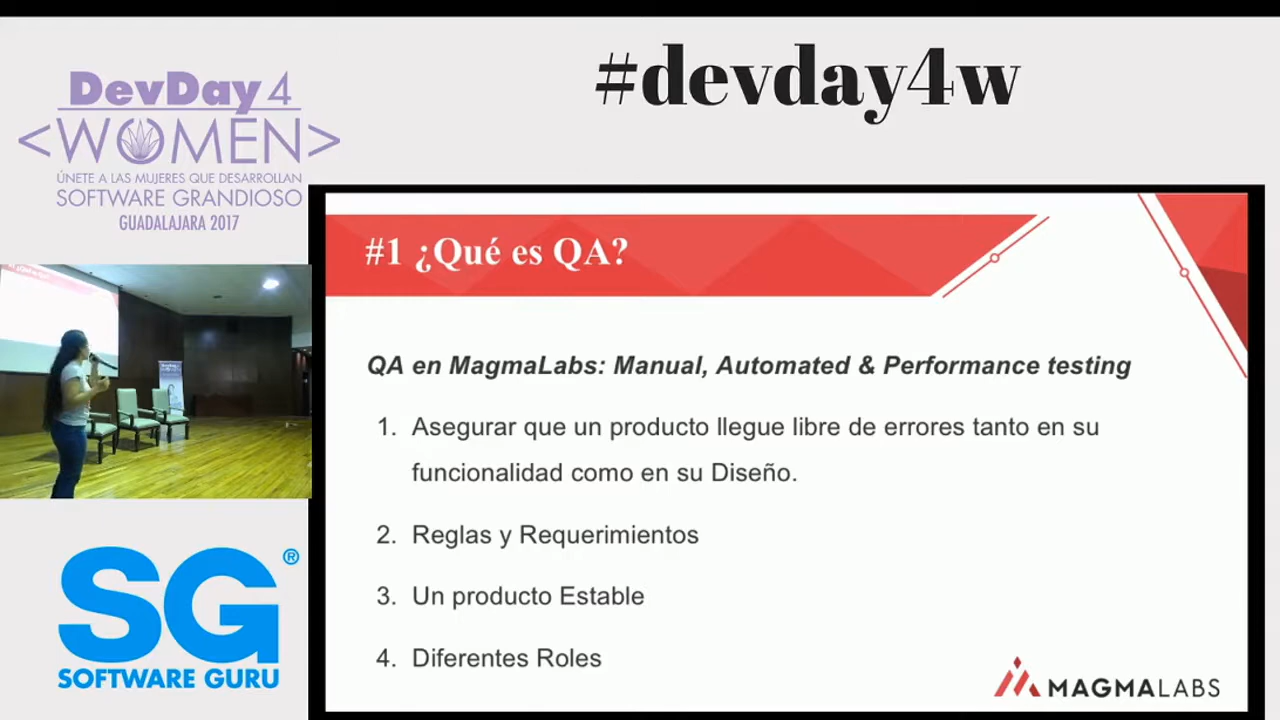 DevDay 4
<WOMEN>
ÚNETE A LAS MUJERES QUE DESARROLLAN
SOFTWARE GRANDIOSO
GUADALAJARA 2017
#devday4w
#1 ¿Qué es QA?
QA en MagmaLabs: Manual, Automated & Performance testing
1. Asegurar que un producto llegue libre de errores tanto en su
funcionalidad como en su Diseño.
2. Reglas y Requerimientos
3. Un producto Estable
4. Diferentes Roles
MAGMALABS
SG®
SOFTWARE GURU